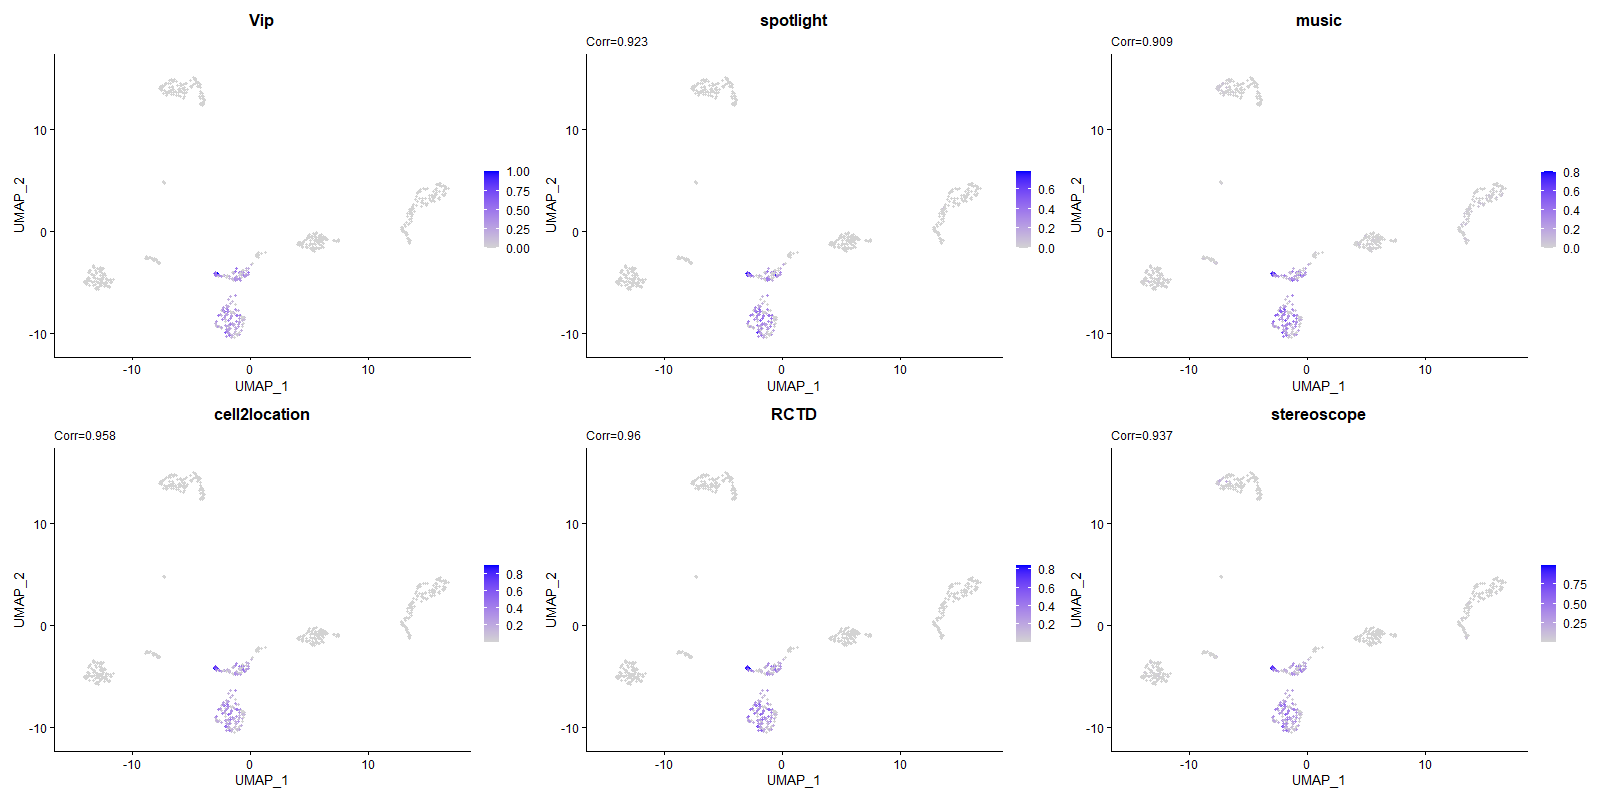 Vip
UMAP_2
10
0
-10
-10
0
10
UMAP_1
1.00
0.75
0.50
0.25
0.00
spotlight
Corr=0.923
UMAP_2
10
0
-10
-10
0
10
UMAP_1
0.6
0.4
0.2
0.0
music
Corr=0.909
UMAP_2
10
0
-10
-10
0
10
UMAP_1
0.8
0.6
0.4
0.2
0.0
cell2location
Corr=0.958
UMAP_2
10
0
-10
-10
0
10
UMAP_1
0.8
0.6
0.4
0.2
RCTD
Corr=0.96
UMAP_2
10
0
-10
-10
0
10
UMAP_1
0.8
0.6
0.4
0.2
stereoscope
Corr=0.937
UMAP_2
10
0
-10
-10
0
10
UMAP_1
0.75
0.50
0.25